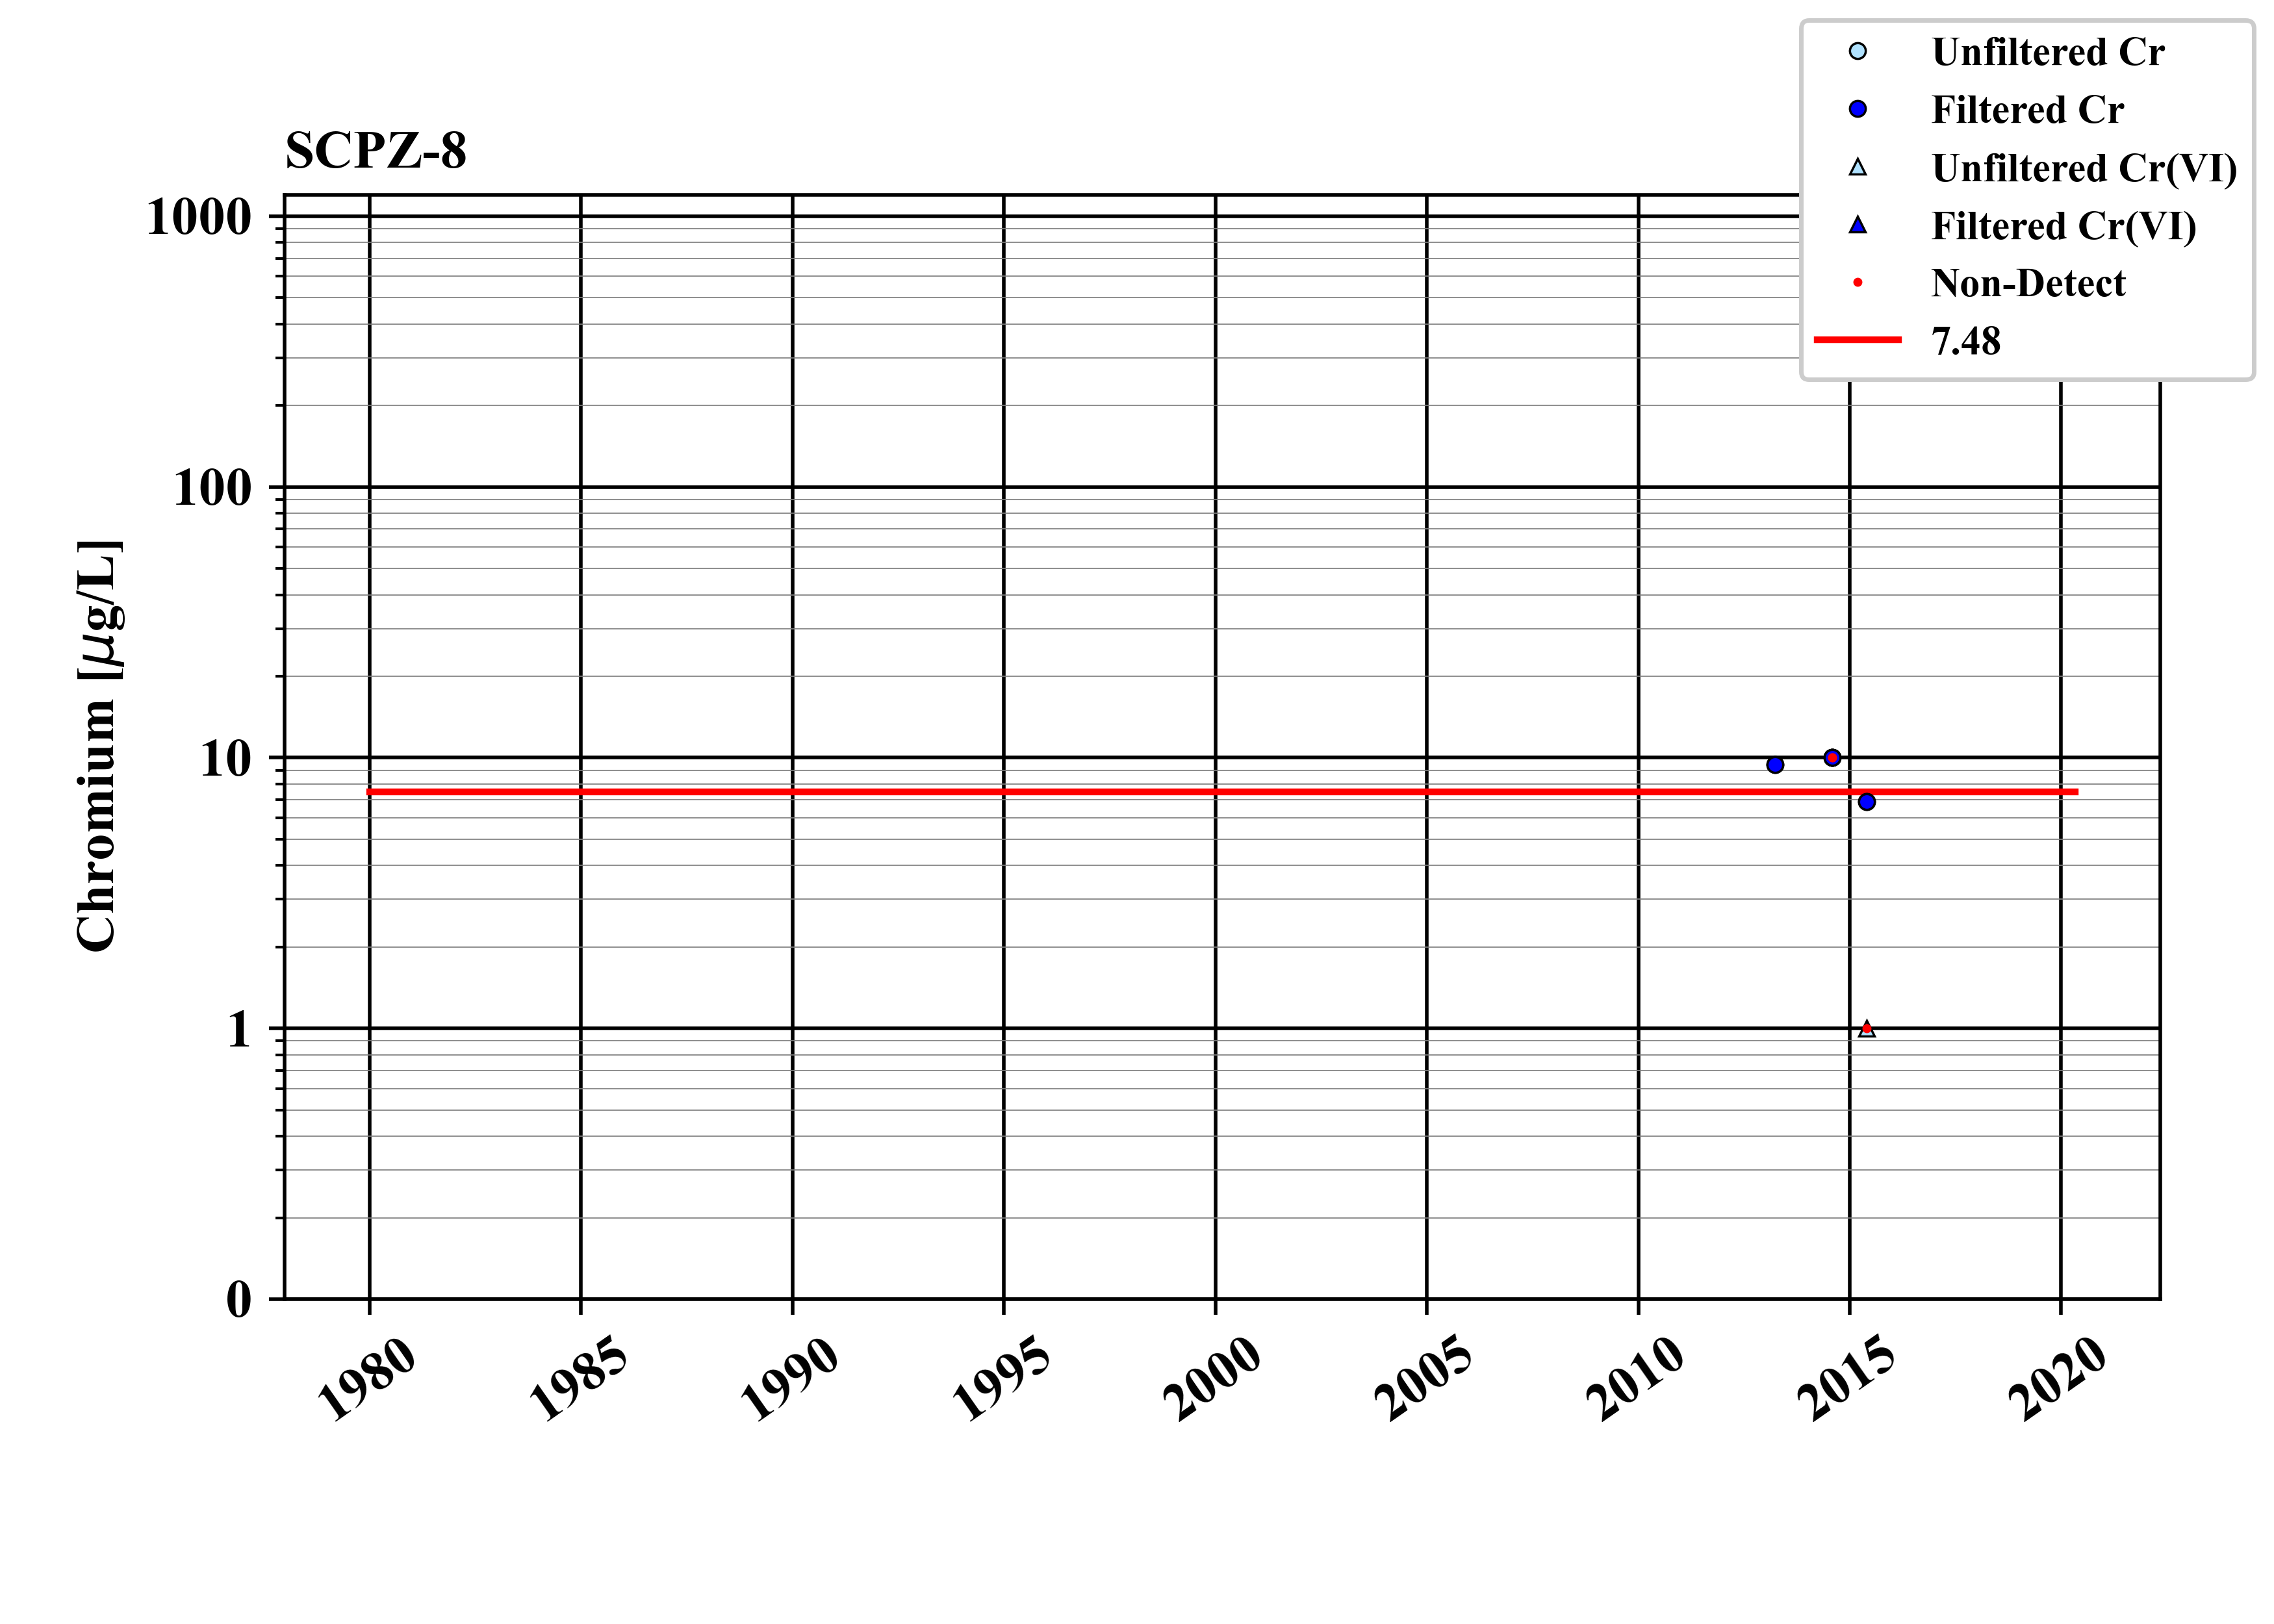 Unfiltered Cr
Filtered Cr
Unfiltered Cr(VI)
Filtered Cr(VI)
Non-Detect
7.48
SCPZ-8
1000
100
10
1
0
Chromium [μg/L]
1980
1985
1990
1995
2000
2005
2010
2015
2020